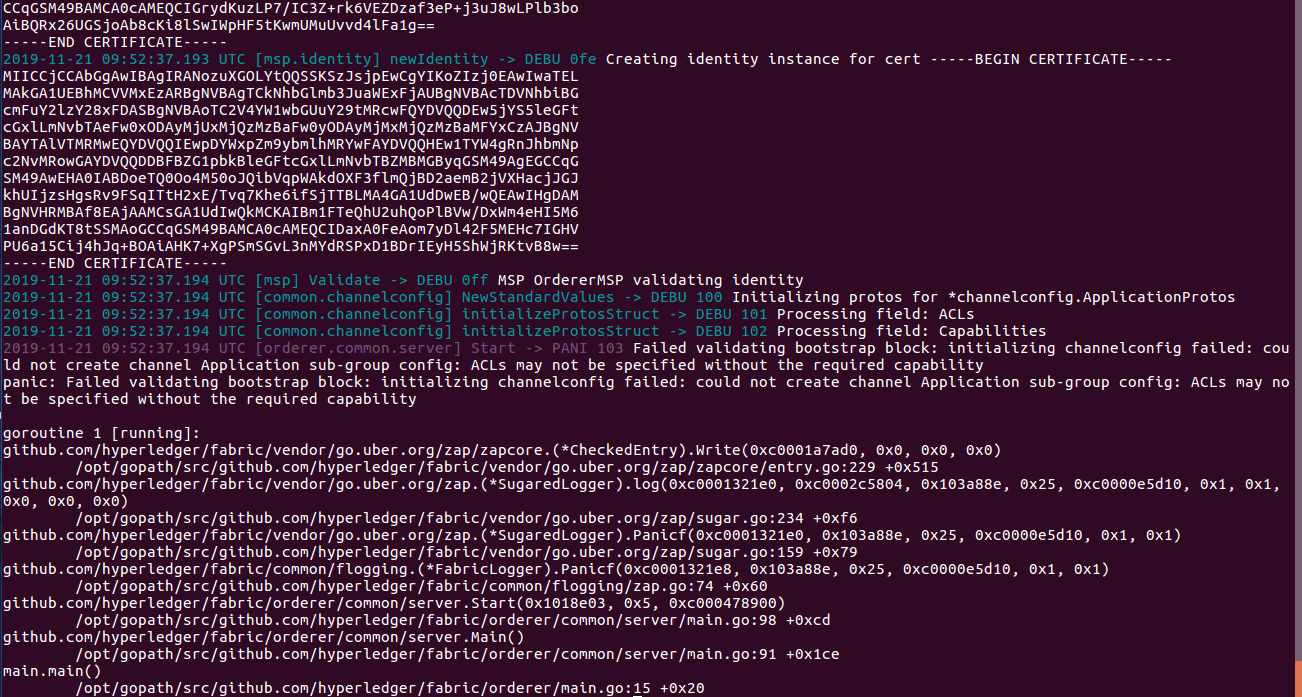 CCqGSM49BAMCA0cAMEQCIGrydKuzLP7/IC3Z+rk6VEZDzaf3eP+j3uJ8wLPlb3bo
AiBQRx26UGSjoAb8cKi8lSwIWpHF5tKwmUMuUvvd4lFa1g==
-----END CERTIFICATE-----
2019-11-21 09:52:37.193 UTC [msp.identity] newIdentity -> DEBU 0fe Creating identity instance for cert -----BEGIN CERTIFICATE-----
MIICCjCCAbGgAwIBAgIRANozuXGOLYtQQSSKSzJsjpEwCgYIKoZIzj0EAwIwaTEL
MAkGA1UEBhMCVVMxEzARBgNVBAgTCkNhbGlmb3JuaWExFjAUBgNVBAcTDVNhbiBG
cmFuY2lzY28xFDASBgNVBAoTC2V4YW1wbGUuY29tMRcwFQYDVQQDEw5jYS5leGFt
cGxlLmNvbTAeFw0xODAyMjUxMjQzMzBaFw0yODAyMjMxMjQzMzBaMFYxCzAJBgNV
BAYTAlVTMRMwEQYDVQQIEwpDYWxpZm9ybmlhMRYwFAYDVQQHEw1TYW4gRnJhbmNp
c2NvMRowGAYDVQQDDBFBZG1pbkBleGFtcGxlLmNvbTBZMBMGByqGSM49AgEGCCqG
SM49AwEHA0IABDoeTQ0Oo4M50oJQibVqpWAkdOXF3flmQjBD2aemB2jVXHacjJGJ
khUIjzsHgsRv9FSqITtH2xE/Tvq7Khe6ifSjTTBLMA4GA1UdDwEB/wQEAwIHgDAM
BgNVHRMBAf8EAjAAMCsGA1UdIwQkMCKAIBm1FTeQhU2uhQoPlBVw/DxWm4eHI5M6
1anDGdKT8tSSMAoGCCqGSM49BAMCA0cAMEQCIDaxA0FeAom7yDl42F5MEHc7IGHV
PU6a15Cij4hJq+BOAiAHK7+XgPSmSGvL3nMYdRSPxD1BDrIEyH5ShWjRKtvB8w==
-----END CERTIFICATE-----
2019-11-21 09:52:37.194 UTC [msp] Validate -> DEBU 0ff MSP OrdererMSP validating identity
2019-11-21 09:52:37.194 UTC [common.channelconfig] NewStandardValues -> DEBU 100 Initializing protos for *channelconfig.ApplicationProtos
2019-11-21 09:52:37.194 UTC [common.channelconfig] initializeProtosStruct -> DEBU 101 Processing field: ACLs
2019-11-21 09:52:37.194 UTC [common.channelconfig] initializeProtosStruct -> DEBU 102 Processing field: Capabilities
2019-11-21 09:52:37.194 UTC [orderer.common.server] Start -> PANI 103 Failed validating bootstrap block: initializing channelconfig failed: cou
ld not create channel Application sub-group config: ACLs may not be specified without the required capability
panic: Failed validating bootstrap block: initializing channelconfig failed: could not create channel Application sub-group config: ACLs may no
t be specified without the required capability
goroutine 1 [running]:
github.com/hyperledger/fabric/vendor/go.uber.org/zap/zapcore.(*CheckedEntry).Write(0xc0001a7ad0, 0x0, 0x0, 0x0)
/opt/gopath/src/github.com/hyperledger/fabric/vendor/go.uber.org/zap/zapcore/entry.go:229 +0x515
github.com/hyperledger/fabric/vendor/go.uber.org/zap.(*SugaredLogger).log(0xc0001321e0, 0xc0002c5804, 0x103a88e, 0x25, 0xc0000e5d10, 0x1, 0x1,
0x0, 0x0, 0x0)
/opt/gopath/src/github.com/hyperledger/fabric/vendor/go.uber.org/zap/sugar.go:234 +0xf6
github.com/hyperledger/fabric/vendor/go.uber.org/zap.(*SugaredLogger).Panicf(0xc0001321e0, 0x103a88e, 0x25, 0xc0000e5d10, 0x1, 0x1)
/opt/gopath/src/github.com/hyperledger/fabric/vendor/go.uber.org/zap/sugar.go:159 +0x79
github.com/hyperledger/fabric/common/flogging.(*FabricLogger).Panicf(0xc0001321e8, 0x103a88e, 0x25, 0xc0000e5d10, 0x1, 0x1)
/opt/gopath/src/github.com/hyperledger/fabric/common/flogging/zap.go:74 +0x60
github.com/hyperledger/fabric/orderer/common/server.Start(0x1018e03, 0x5, 0xc000478900)
/opt/gopath/src/github.com/hyperledger/fabric/orderer/common/server/main.go:98 +0xcd
github.com/hyperledger/fabric/orderer/common/server.Main()
/opt/gopath/src/github.com/hyperledger/fabric/orderer/common/server/main.go:91 +0x1ce
main.main()
/opt/gopath/src/github.com/hyperledger/fabric/orderer/main.go:15 +0x20